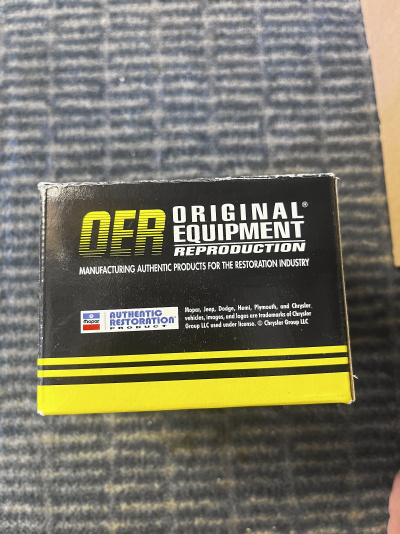 OER ORIGINAL®
EQUIPMENT
REPRODUCTION
MANUFACTURING AUTHENTIC PRODUCTS FOR THE RESTORATION INDUSTRY
mopar
AUTHENTIC
RESTORATION®
PRODUCT
Mopar, Jeep, Dodge, Hemi, Plymouth, and Chrysler
vehicles, images, and logos are trademarks of Chrysler
Group LLC used under license. © Chrysler Group LLC